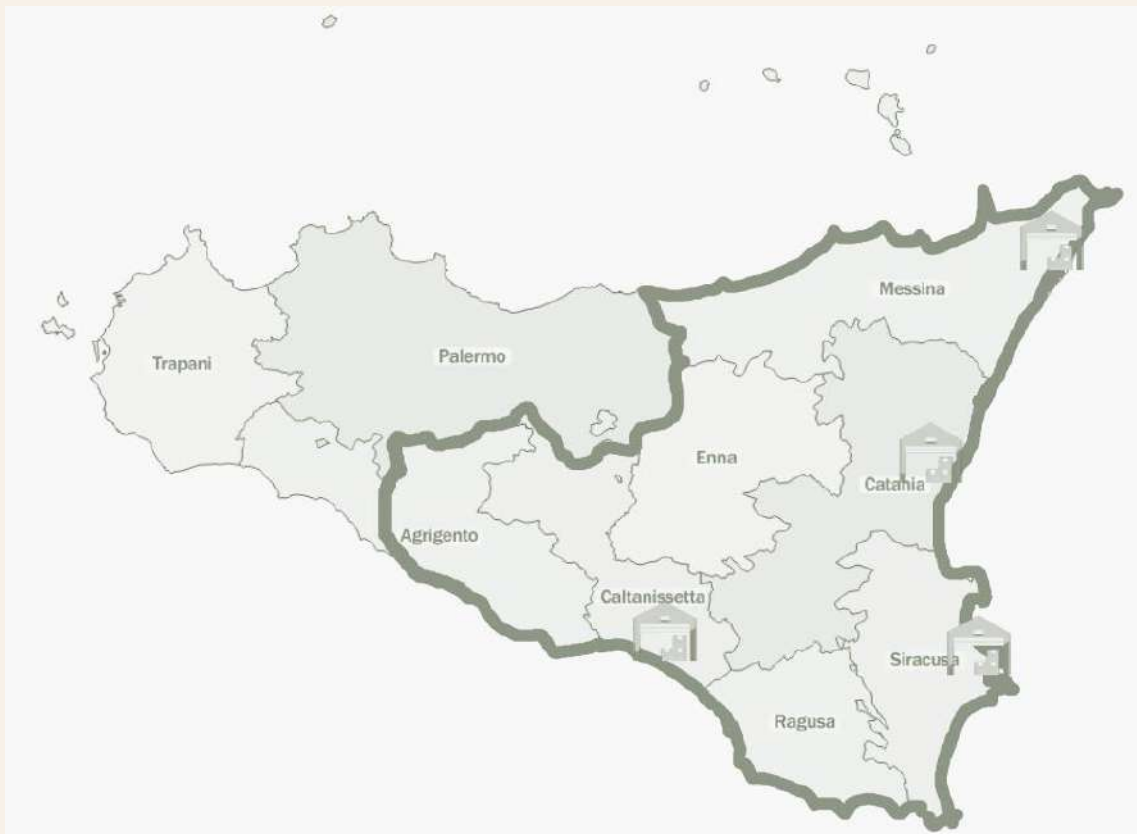 Messina
Palermo
Trapani
Enna
Catania
Agrigento
Caltanissetta
Siracusa
Ragusa